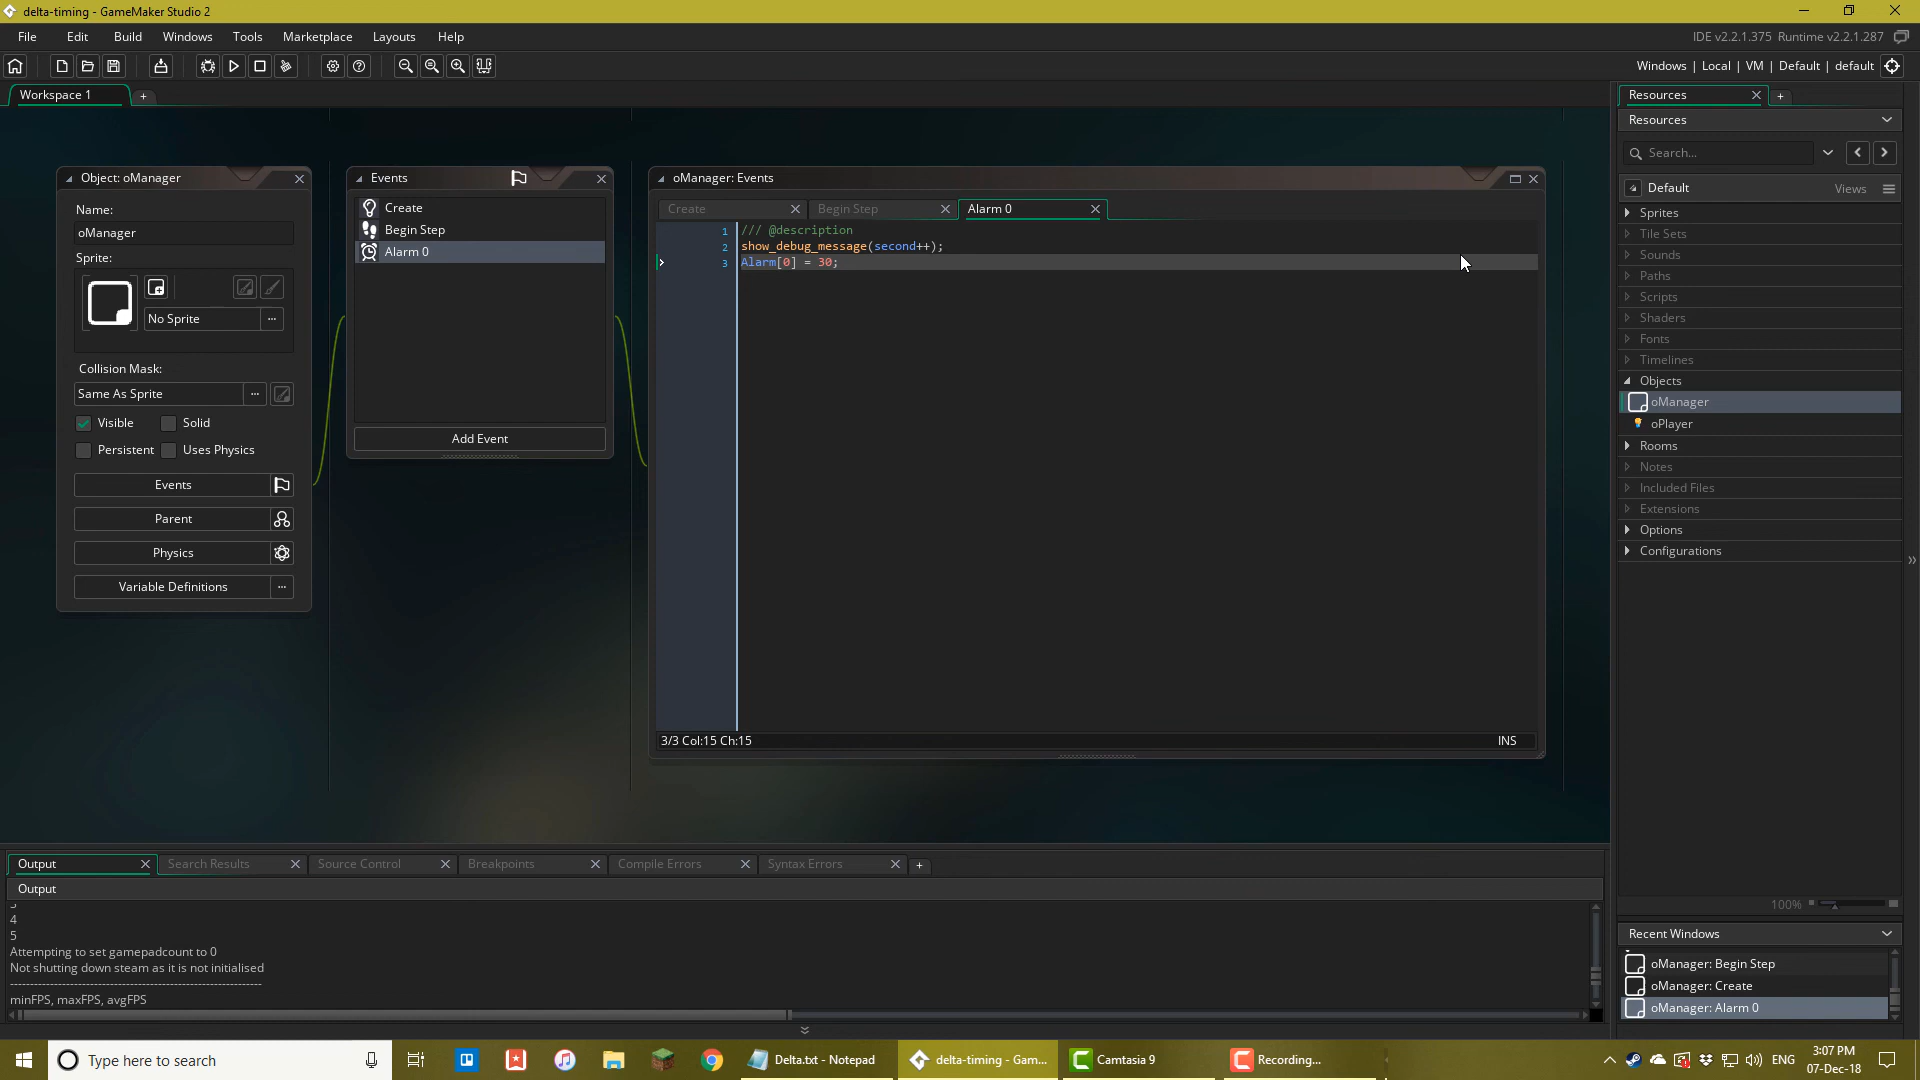 delta-timing - GameMaker Studio 2
File Edit Build Windows Tools Marketplace Layouts Help
IDE v2.2.1.375 Runtime v2.2.1.287
Windows | Local | VM | Default | default
Workspace 1
Object: oManager
Name:
oManager
Sprite:
No Sprite
Collision Mask:
Same As Sprite
Visible Solid
Persistent Uses Physics
Events
Parent
Physics
Variable Definitions
Events
Create
Begin Step
Alarm 0
Add Event
oManager: Events
Create Begin Step Alarm 0
1 /// @description
2 show_debug_message(second++);
3 Alarm[0] = 30;
3/3 Col:15 Ch:15
INS
Resources
Resources
Search...
Default Views
Sprites
Tile Sets
Sounds
Paths
Scripts
Shaders
Fonts
Timelines
Objects
oManager
oPlayer
Rooms
Notes
Included Files
Extensions
Options
Configurations
100%
Recent Windows
oManager: Begin Step
oManager: Create
oManager: Alarm 0
Output Search Results Source Control Breakpoints Compile Errors Syntax Errors
Output
4
5
Attempting to set gamepadcount to 0
Not shutting down steam as it is not initialised
minFPS, maxFPS, avgFPS
Type here to search
Delta.txt - Notepad
delta-timing - Gam...
Camtasia 9
Recording...
ENG
3:07 PM
07-Dec-18